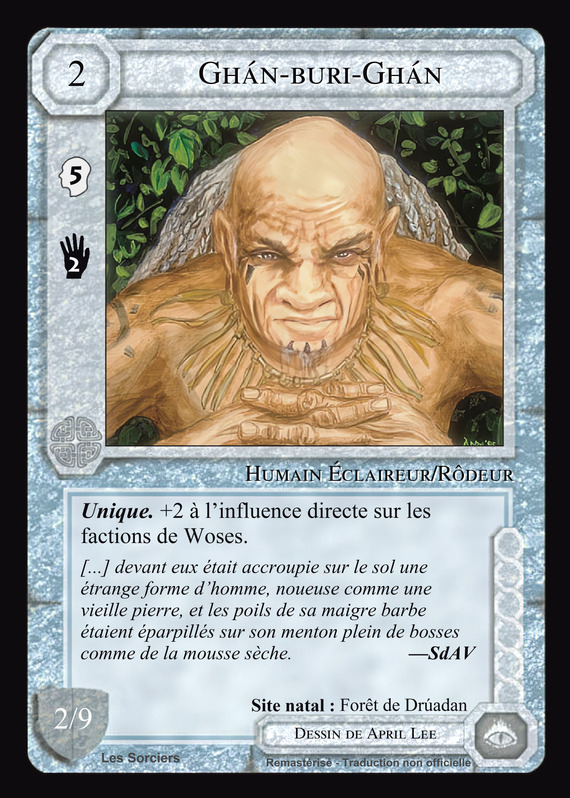 2
GHÁN-BURI-GHÁN
5
2
HUMAIN ÉCLAIREUR/RÔDEUR
Unique. +2 à l'influence directe sur les
factions de Woses.
[...] devant eux était accroupie sur le sol une
étrange forme d'homme, noueuse comme une
vieille pierre, et les poils de sa maigre barbe
étaient éparpillés sur son menton plein de bosses
comme de la mousse sèche. —SdAV
Site natal : Forêt de Drúadan
2/9
DESSIN DE APRIL LEE
Les Sorciers
Remastérisé - Traduction non officielle